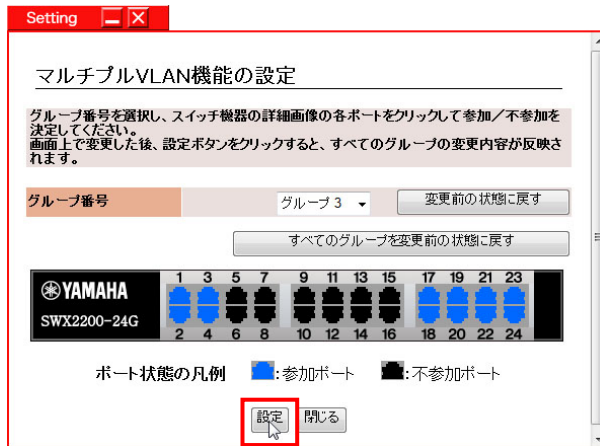 Setting
マルチプルVLAN機能の設定
グループ番号を選択し、スイッチ機器の詳細画像の各ポートをクリックして参加／不参加を
決定してください。
画面上で変更した後、設定ボタンをクリックすると、すべてのグループの変更内容が反映さ
れます。
グループ番号
グループ 3
変更前の状態に戻す
すべてのグループを変更前の状態に戻す
1 3 5 7 9 11 13 15 17 19 21 23
YAMAHA
SWX2200-24G
2 4 6 8 10 12 14 16 18 20 22 24
ポート状態の凡例 :参加ポート :不参加ポート
設定 閉じる